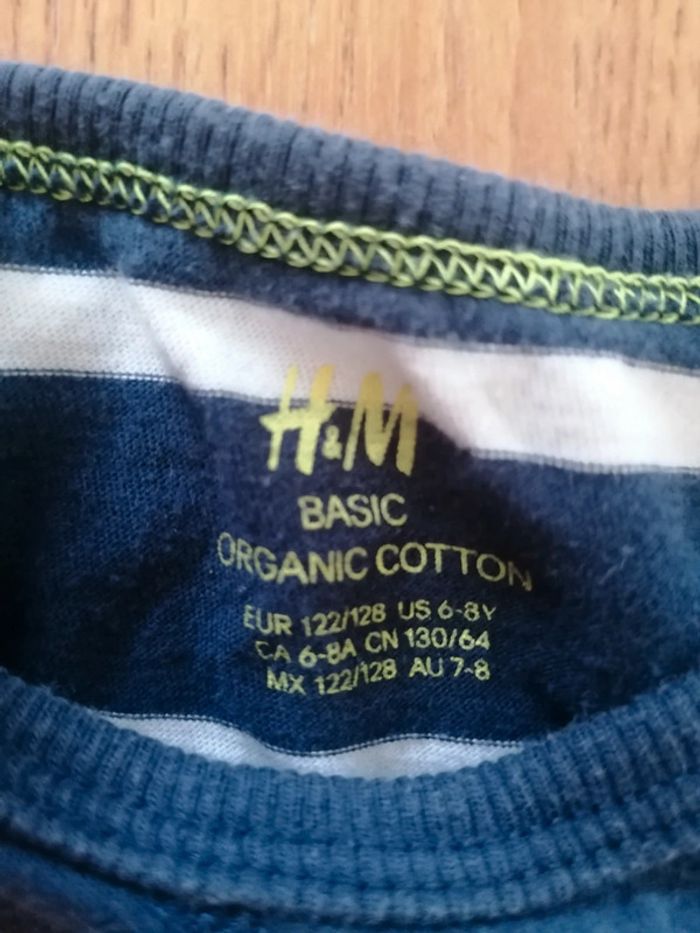 H&M
BASIC
ORGANIC COTTON
EUR 122/128 US 6-8Y
CA 6-8A CN 130/64
MX 122/128 AU 7-8